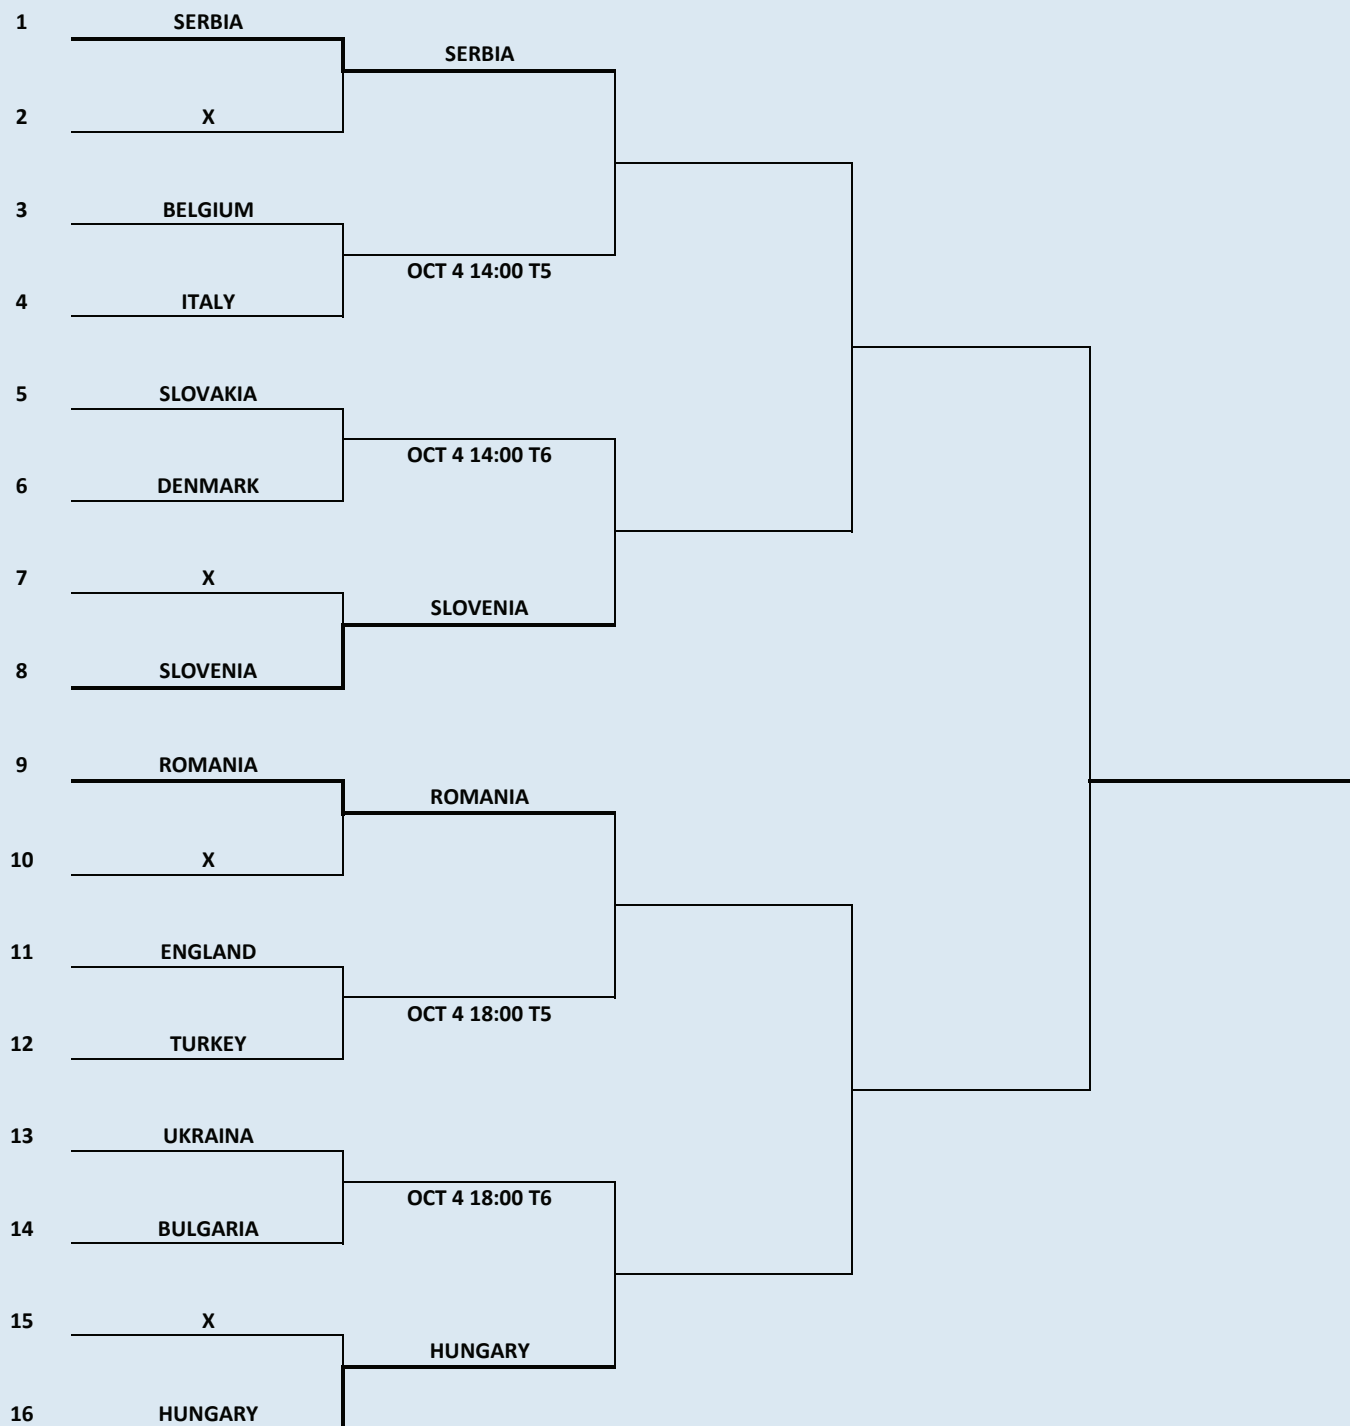 1 SERBIA
SERBIA
2 X
3 BELGIUM
OCT 4 14:00 T5
4 ITALY
5 SLOVAKIA
OCT 4 14:00 T6
6 DENMARK
7 X
SLOVENIA
8 SLOVENIA
9 ROMANIA
ROMANIA
10 X
11 ENGLAND
OCT 4 18:00 T5
12 TURKEY
13 UKRAINA
OCT 4 18:00 T6
14 BULGARIA
15 X
HUNGARY
16 HUNGARY